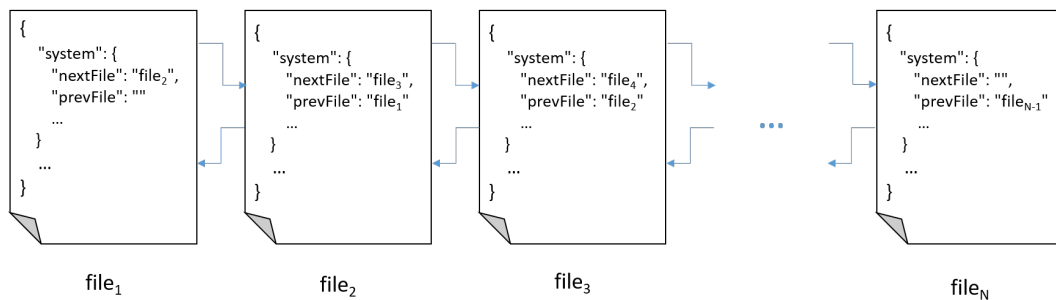 {
"system": {
"nextFile": "file₂",
"prevFile": ""
...
}
...
}
{
"system": {
"nextFile": "file₃",
"prevFile": "file₁"
...
}
...
}
{
"system": {
"nextFile": "file₄",
"prevFile": "file₂"
...
}
...
}
...
{
"system": {
"nextFile": "",
"prevFile": "fileN-1"
...
}
...
}
file₁
file₂
file₃
fileN